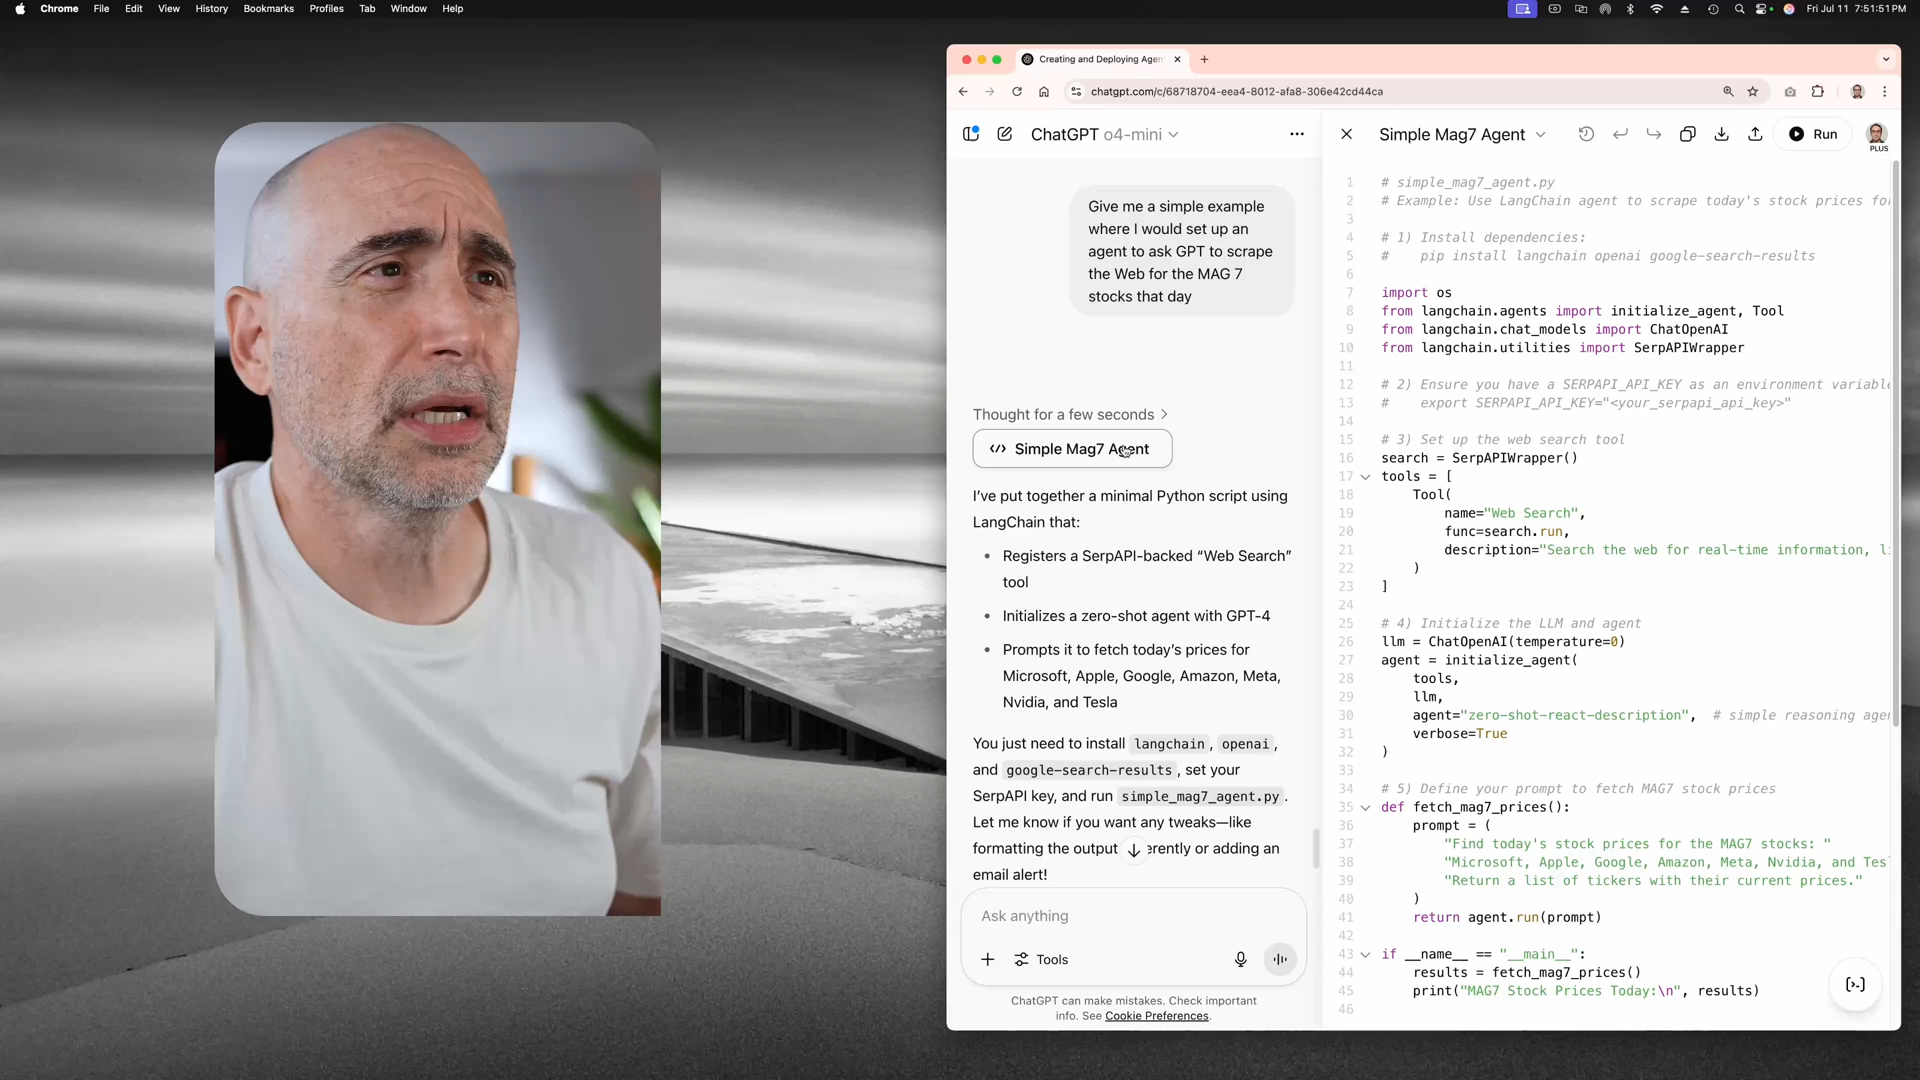 Chrome File Edit View History Bookmarks Profiles Tab Window Help
Fri Jul 11 7:51:51 PM
Creating and Deploying Agen
chatgpt.com/c/68718704-eea4-8012-afa8-306e42cd44ca
ChatGPT o4-mini
Give me a simple example
where I would set up an
agent to ask GPT to scrape
the Web for the MAG 7
stocks that day
Thought for a few seconds
Simple Mag7 Agent
I’ve put together a minimal Python script using
LangChain that:
• Registers a SerpAPI-backed “Web Search”
tool
• Initializes a zero-shot agent with GPT-4
• Prompts it to fetch today’s prices for
Microsoft, Apple, Google, Amazon, Meta,
Nvidia, and Tesla
You just need to install langchain, openai,
and google-search-results, set your
SerpAPI key, and run simple_mag7_agent.py.
Let me know if you want any tweaks—like
formatting the output erently or adding an
email alert!
Ask anything
Tools
ChatGPT can make mistakes. Check important
info. See Cookie Preferences.
Simple Mag7 Agent
Run
PLUS
1 # simple_mag7_agent.py
2 # Example: Use LangChain agent to scrape today's stock prices fo
3
4 # 1) Install dependencies:
5 #    pip install langchain openai google-search-results
6
7 import os
8 from langchain.agents import initialize_agent, Tool
9 from langchain.chat_models import ChatOpenAI
10 from langchain.utilities import SerpAPIWrapper
11
12 # 2) Ensure you have a SERPAPI_API_KEY as an environment variable
13 #    export SERPAPI_API_KEY="<your_serpapi_api_key>"
14
15 # 3) Set up the web search tool
16 search = SerpAPIWrapper()
17 tools = [
18     Tool(
19         name="Web Search",
20         func=search.run,
21         description="Search the web for real-time information, l
22     )
23 ]
24
25 # 4) Initialize the LLM and agent
26 llm = ChatOpenAI(temperature=0)
27 agent = initialize_agent(
28     tools,
29     llm,
30     agent="zero-shot-react-description",  # simple reasoning age
31     verbose=True
32 )
33
34 # 5) Define your prompt to fetch MAG7 stock prices
35 def fetch_mag7_prices():
36     prompt = (
37         "Find today's stock prices for the MAG7 stocks: "
38         "Microsoft, Apple, Google, Amazon, Meta, Nvidia, and Tes
39         "Return a list of tickers with their current prices."
40     )
41     return agent.run(prompt)
42
43 if __name__ == "__main__":
44     results = fetch_mag7_prices()
45     print("MAG7 Stock Prices Today:\n", results)
46